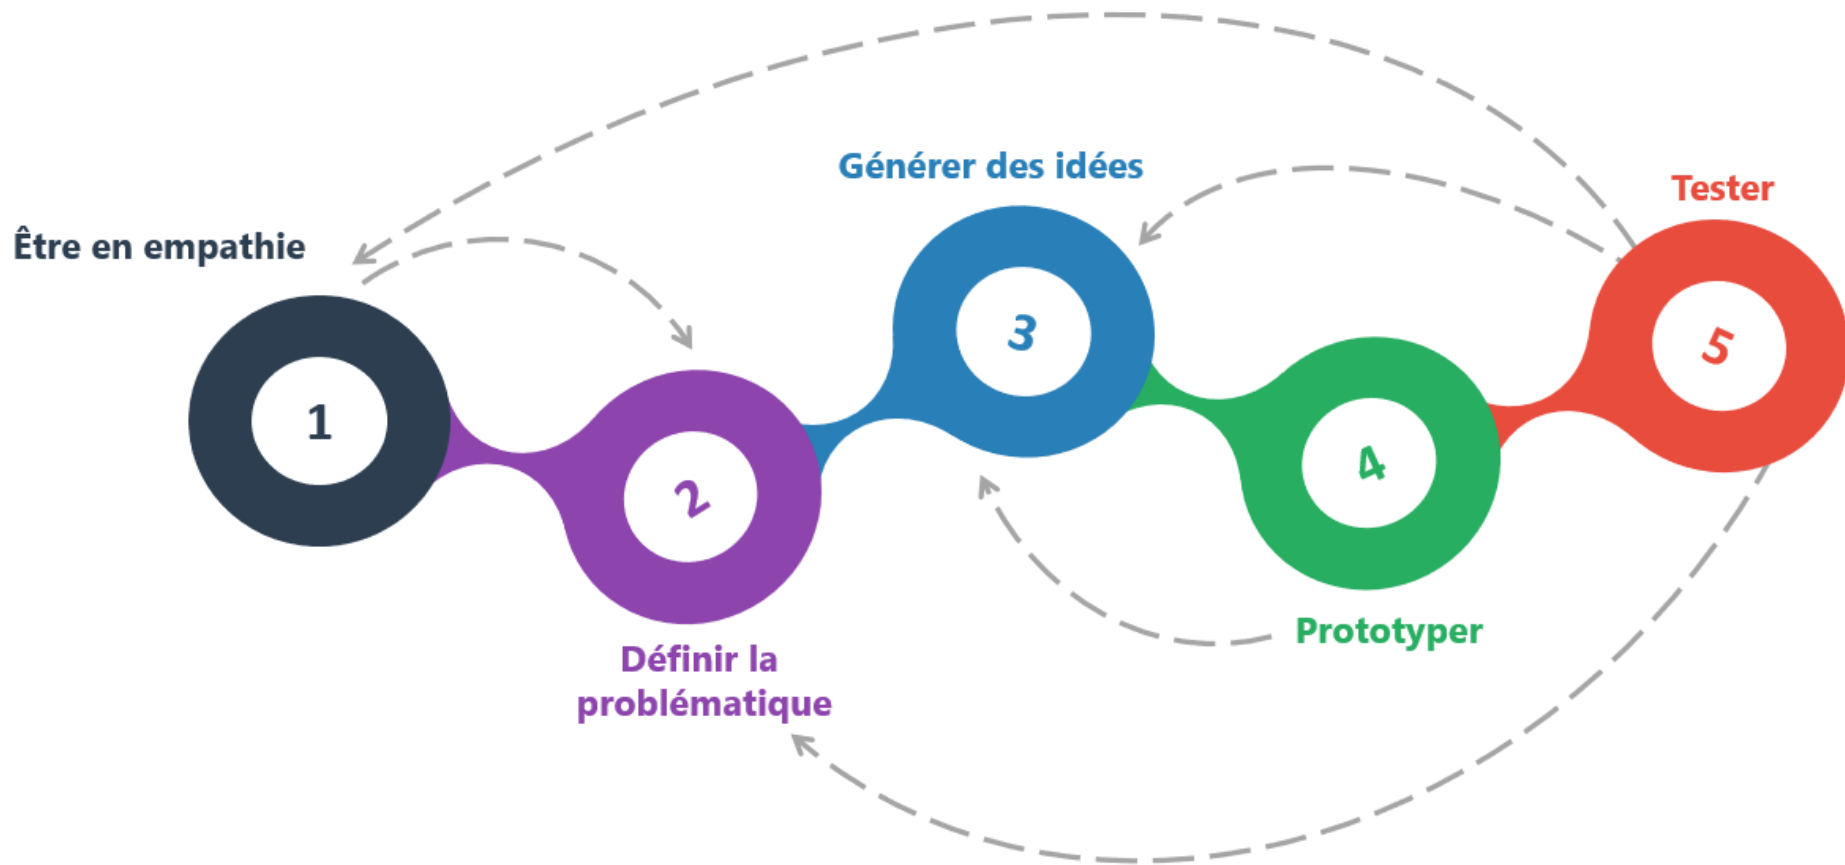 Être en empathie
1
Définir la
problématique
2
Générer des idées
3
Prototyper
4
Tester
5